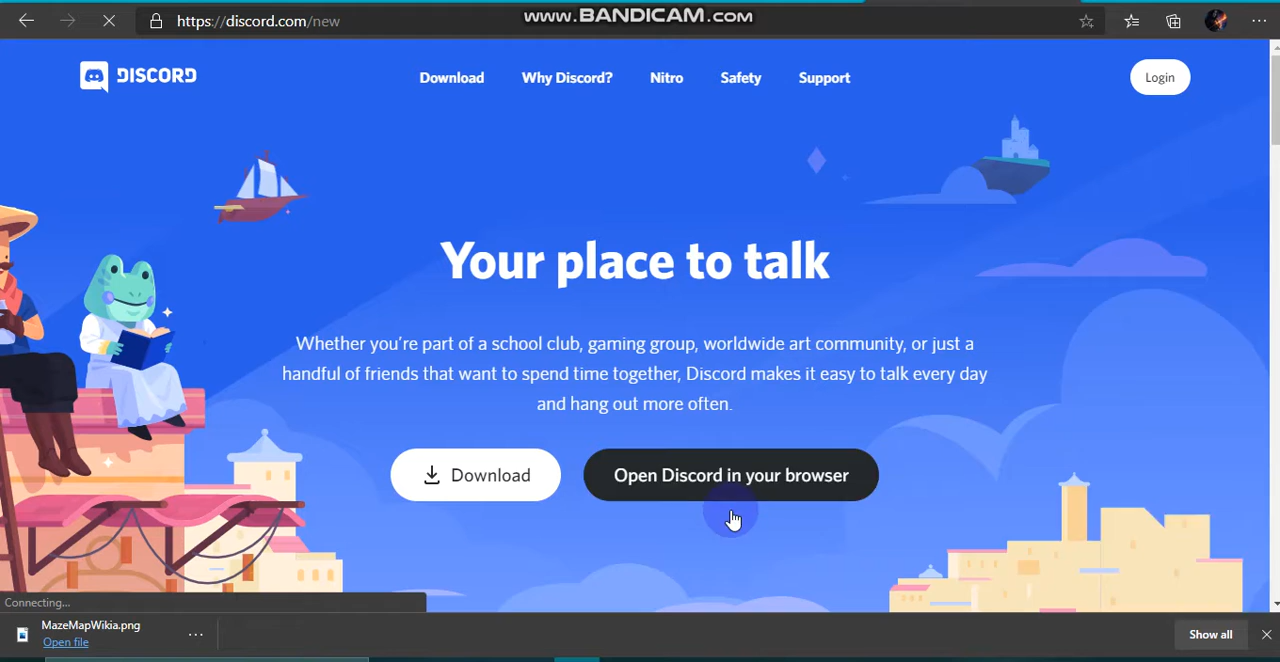 WWW.BANDICAM.COM
https://discord.com/new
DISCORD
Download
Why Discord?
Nitro
Safety
Support
Login
Your place to talk
Whether you're part of a school club, gaming group, worldwide art community, or just a
handful of friends that want to spend time together, Discord makes it easy to talk every day
and hang out more often.
Download
Open Discord in your browser
Connecting...
MazeMapWikia.png
Open file
Show all